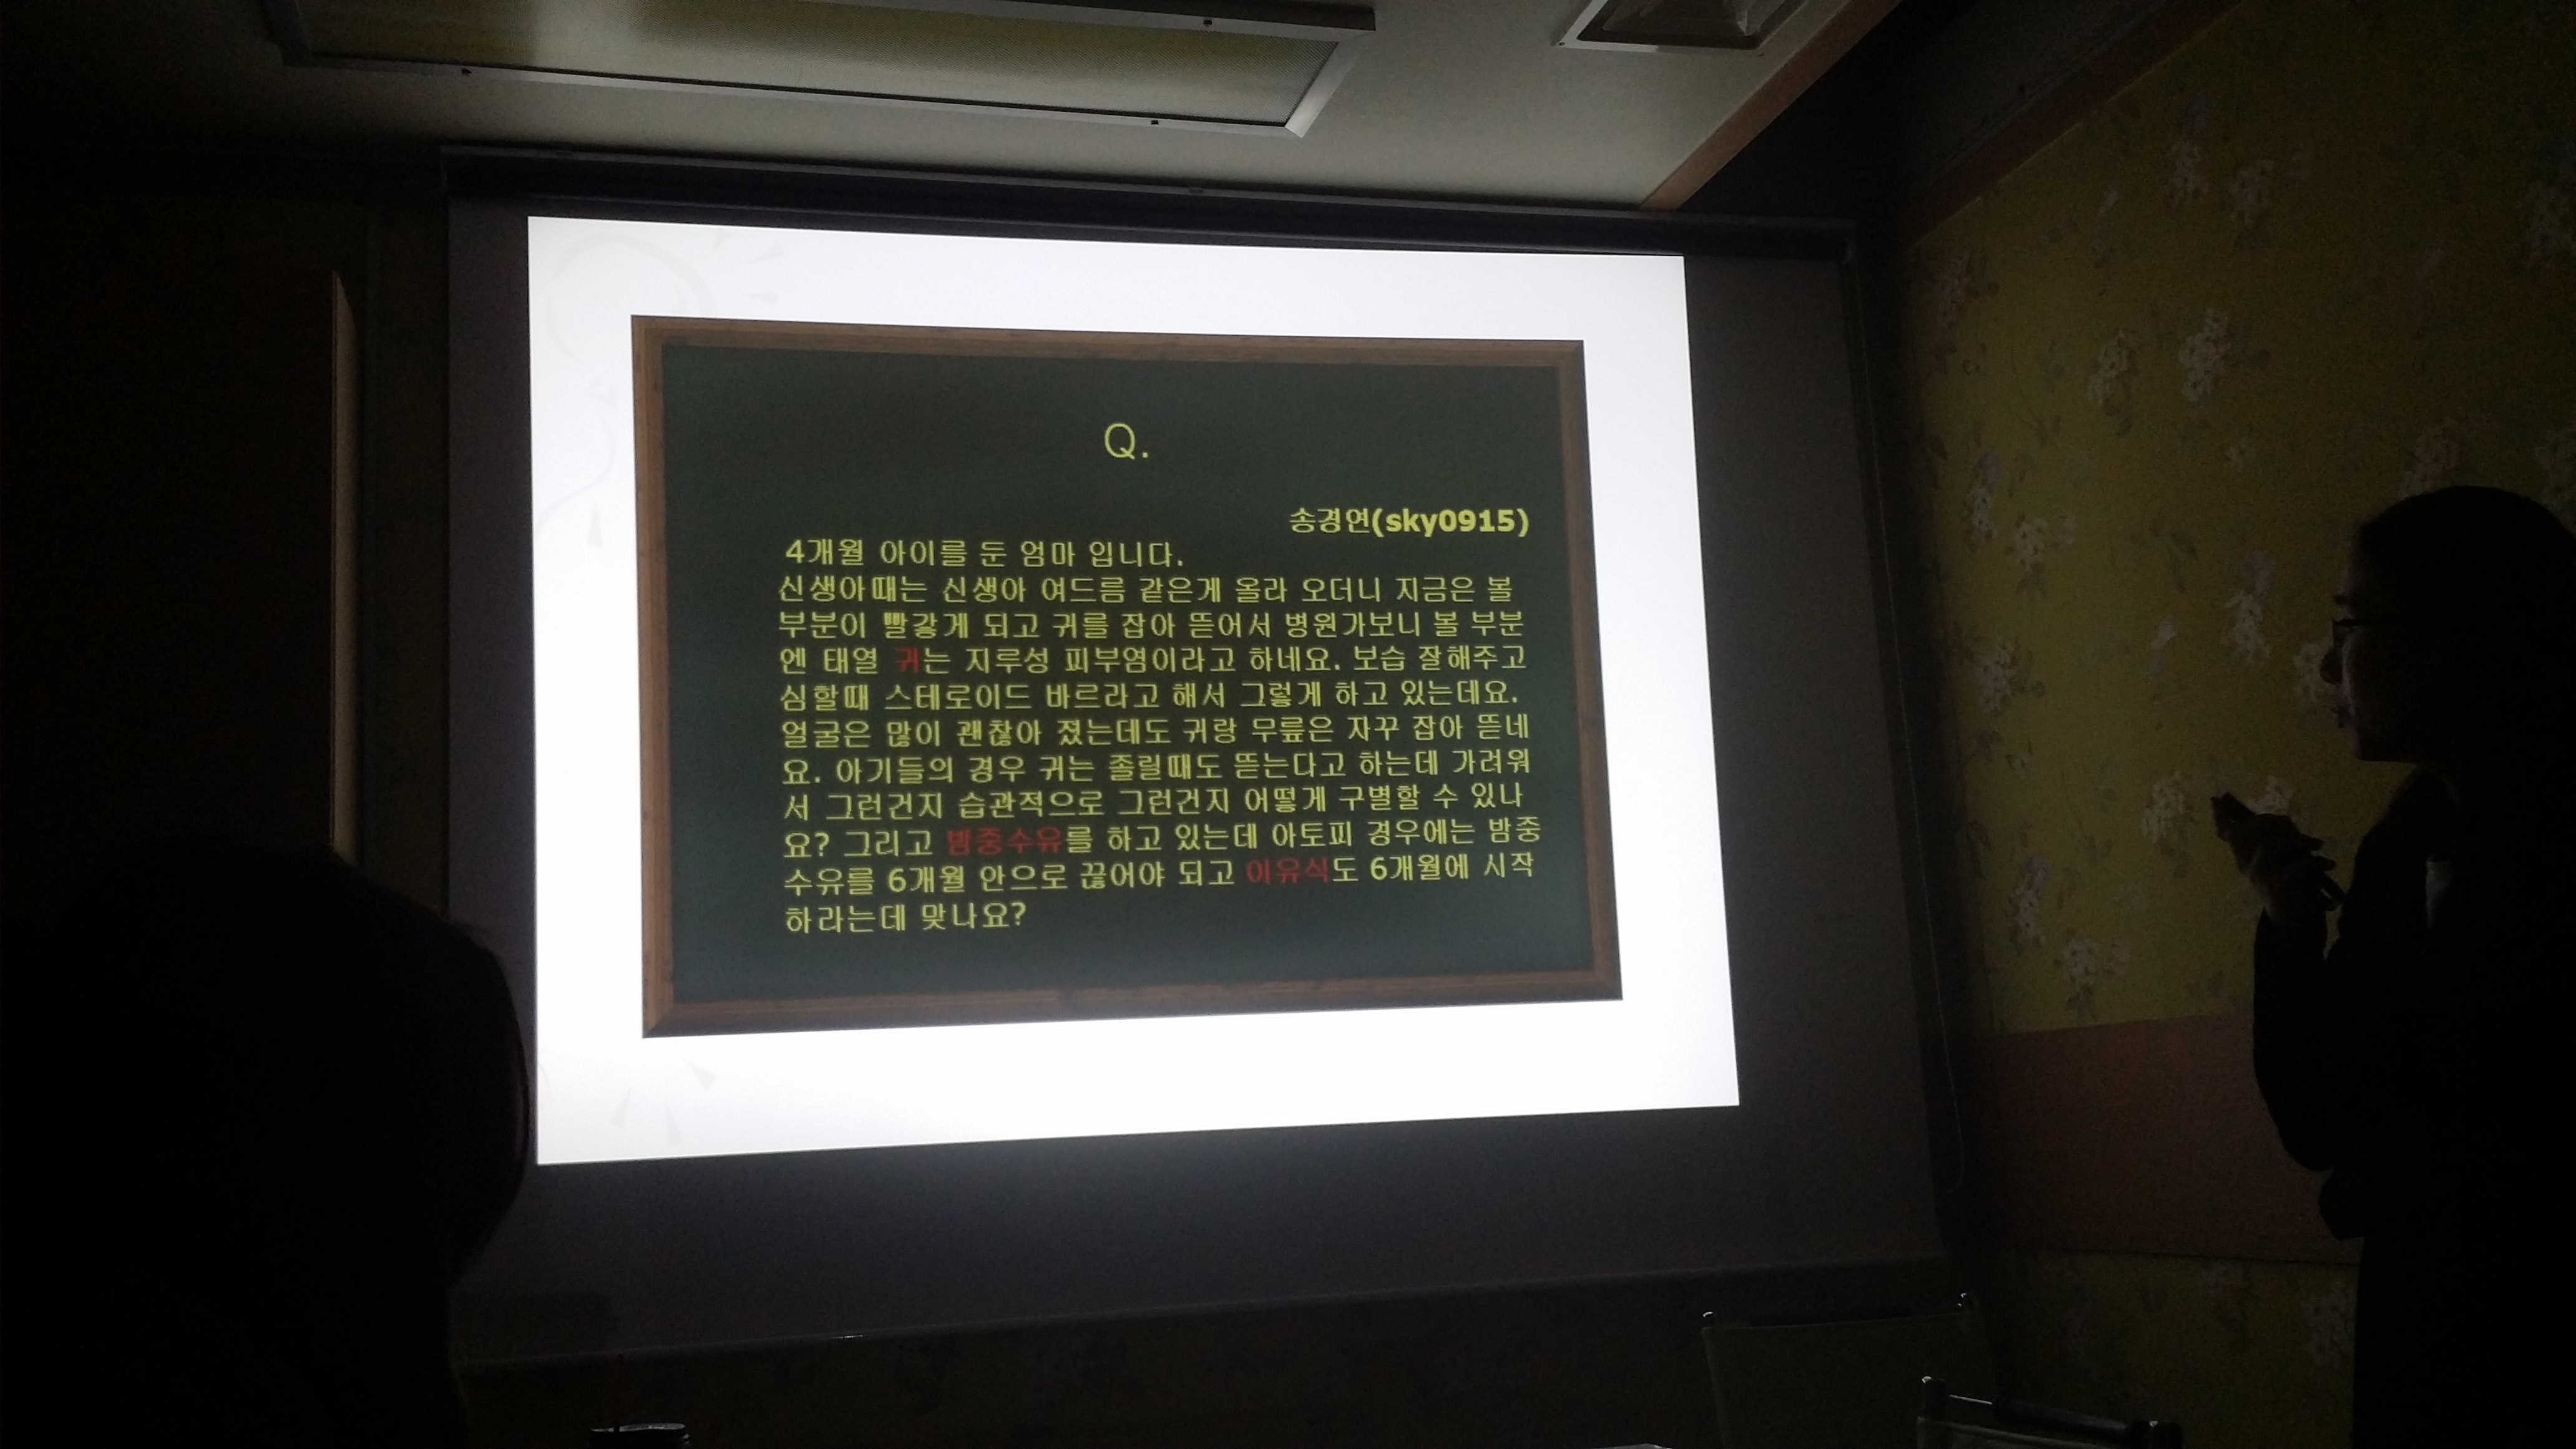 Q.
송경연(sky0915)
4개월 아이를 둔 엄마 입니다.
신생아때는 신생아 여드름 같은게 올라 오더니 지금은 볼
부분이 빨갛게 되고 귀를 잡아 뜯어서 병원가보니 볼 부분
엔 태열 귀는 지루성 피부염이라고 하네요. 보습 잘해주고
심할때 스테로이드 바르라고 해서 그렇게 하고 있는데요.
얼굴은 많이 괜찮아 졌는데도 귀랑 무릎은 자꾸 잡아 뜯네
요. 아기들의 경우 귀는 졸릴때도 뜯는다고 하는데 가려워
서 그런건지 습관적으로 그런건지 어떻게 구별할 수 있나
요? 그리고 밤중수유를 하고 있는데 아토피 경우에는 밤중
수유를 6개월 안으로 끊어야 되고 이유식도 6개월에 시작
하라는데 맞나요?